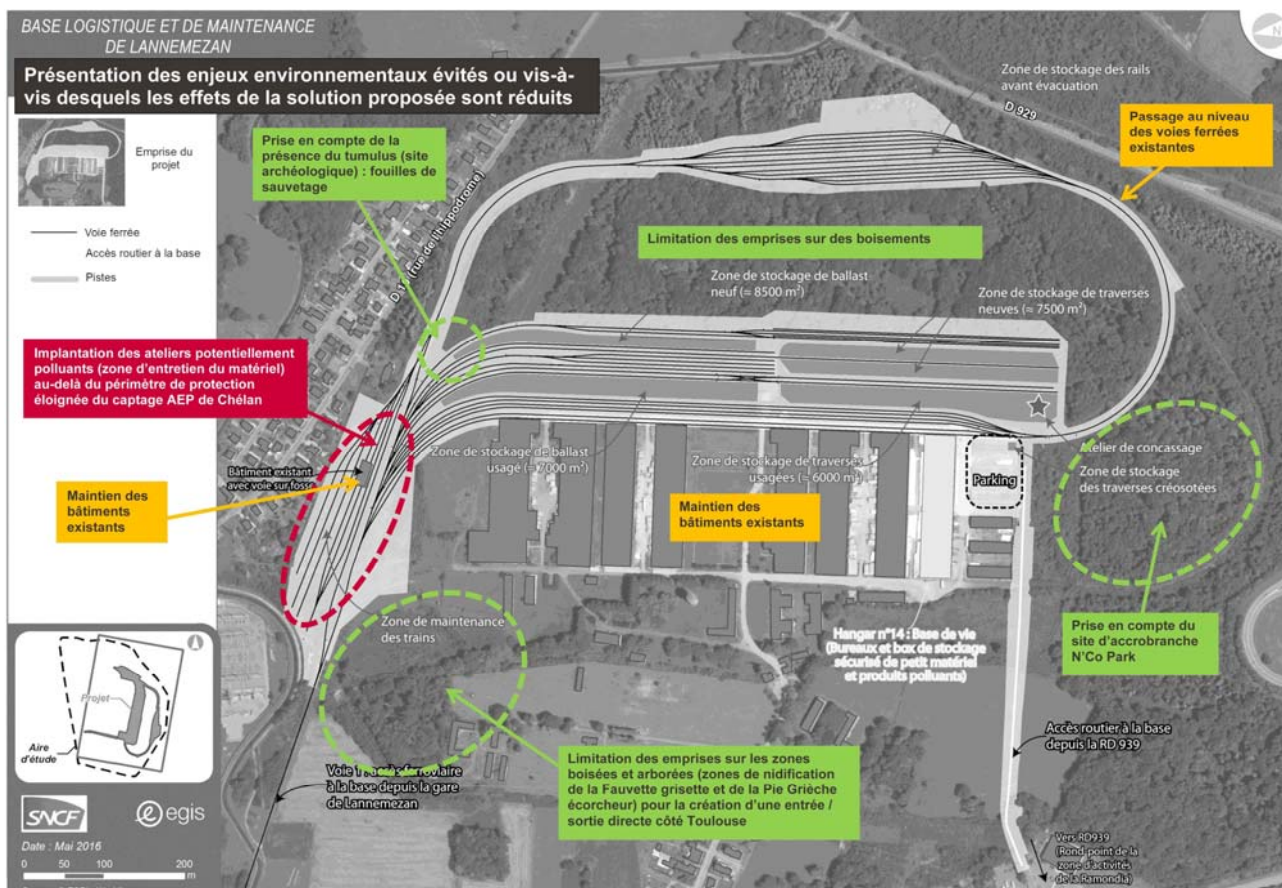 BASE LOGISTIQUE ET DE MAINTENANCE
DE LANNEMEZAN
Présentation des enjeux environnementaux évités ou vis-à-
vis desquels les effets de la solution proposée sont réduits
Emprise du
projet
Voie ferrée
Accès routier à la base
Pistes
Prise en compte de la
présence du tumulus (site
archéologique) : fouilles de
sauvetage
Zone de stockage des rails
avant évacuation
D 929
Passage au niveau
des voies ferrées
existantes
N
(rue de l'hippodrome)
Limitation des emprises sur des boisements
Zone de stockage de ballast
neuf (≈ 8500 m²)
Zone de stockage de traverses
neuves (≈ 7500 m²)
Implantation des ateliers potentiellement
polluants (zone d'entretien du matériel)
au-delà du périmètre de protection
éloignée du captage AEP de Chélan
Bâtiment existant
avec voie sur fosse
Zone de stockage de ballast
usagé (≈ 7000 m²)
Zone de stockage de traverses
usagées (≈ 6000 m²)
Atelier de concassage
Zone de stockage
des traverses créosotées
Parking
Maintien des
bâtiments
existants
Maintien des
bâtiments existants
Zone de maintenance
des trains
Hangar n°14 : Base de vie
(Bureaux et box de stockage
sécurisé de petit matériel
et produits polluants)
Prise en compte du
site d'accrobranche
N'Co Park
Projet
Aire
d'étude
Accès routier à la base
depuis la RD 939
Voie 1 : accès ferroviaire
à la base depuis la gare
de Lannemezan
Limitation des emprises sur les zones
boisées et arborées (zones de nidification
de la Fauvette grisette et de la Pie Grièche
écorcheur) pour la création d'une entrée /
sortie directe côté Toulouse
SNCF
egis
Date : Mai 2016
0 50 100 200
m
Vers RD939
(Rond-point de la
zone d'activités
de la Ramondia)